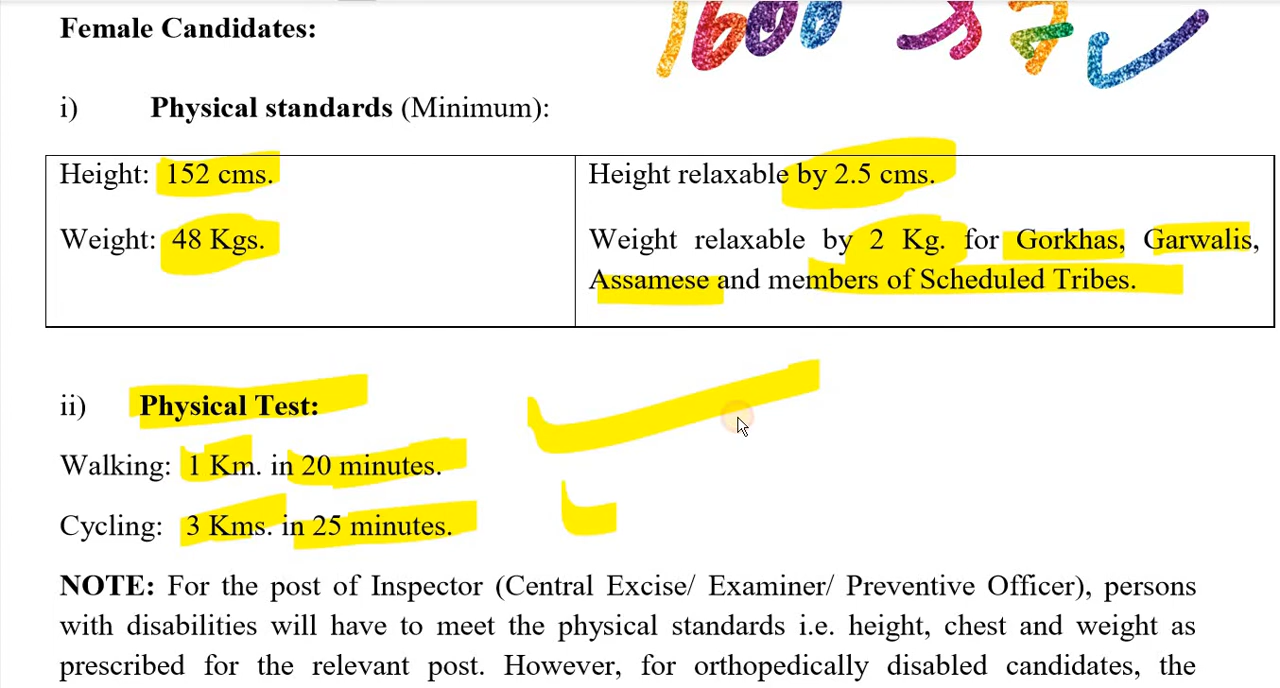 Female Candidates:
1600
i) Physical standards (Minimum):
Height: 152 cms.
Weight: 48 Kgs.
Height relaxable by 2.5 cms.
Weight relaxable by 2 Kg. for Gorkhas, Garwalis,
Assamese and members of Scheduled Tribes.
ii) Physical Test:
Walking: 1 Km. in 20 minutes.
Cycling: 3 Kms. in 25 minutes.
NOTE: For the post of Inspector (Central Excise/ Examiner/ Preventive Officer), persons
with disabilities will have to meet the physical standards i.e. height, chest and weight as
prescribed for the relevant post. However, for orthopedically disabled candidates, the